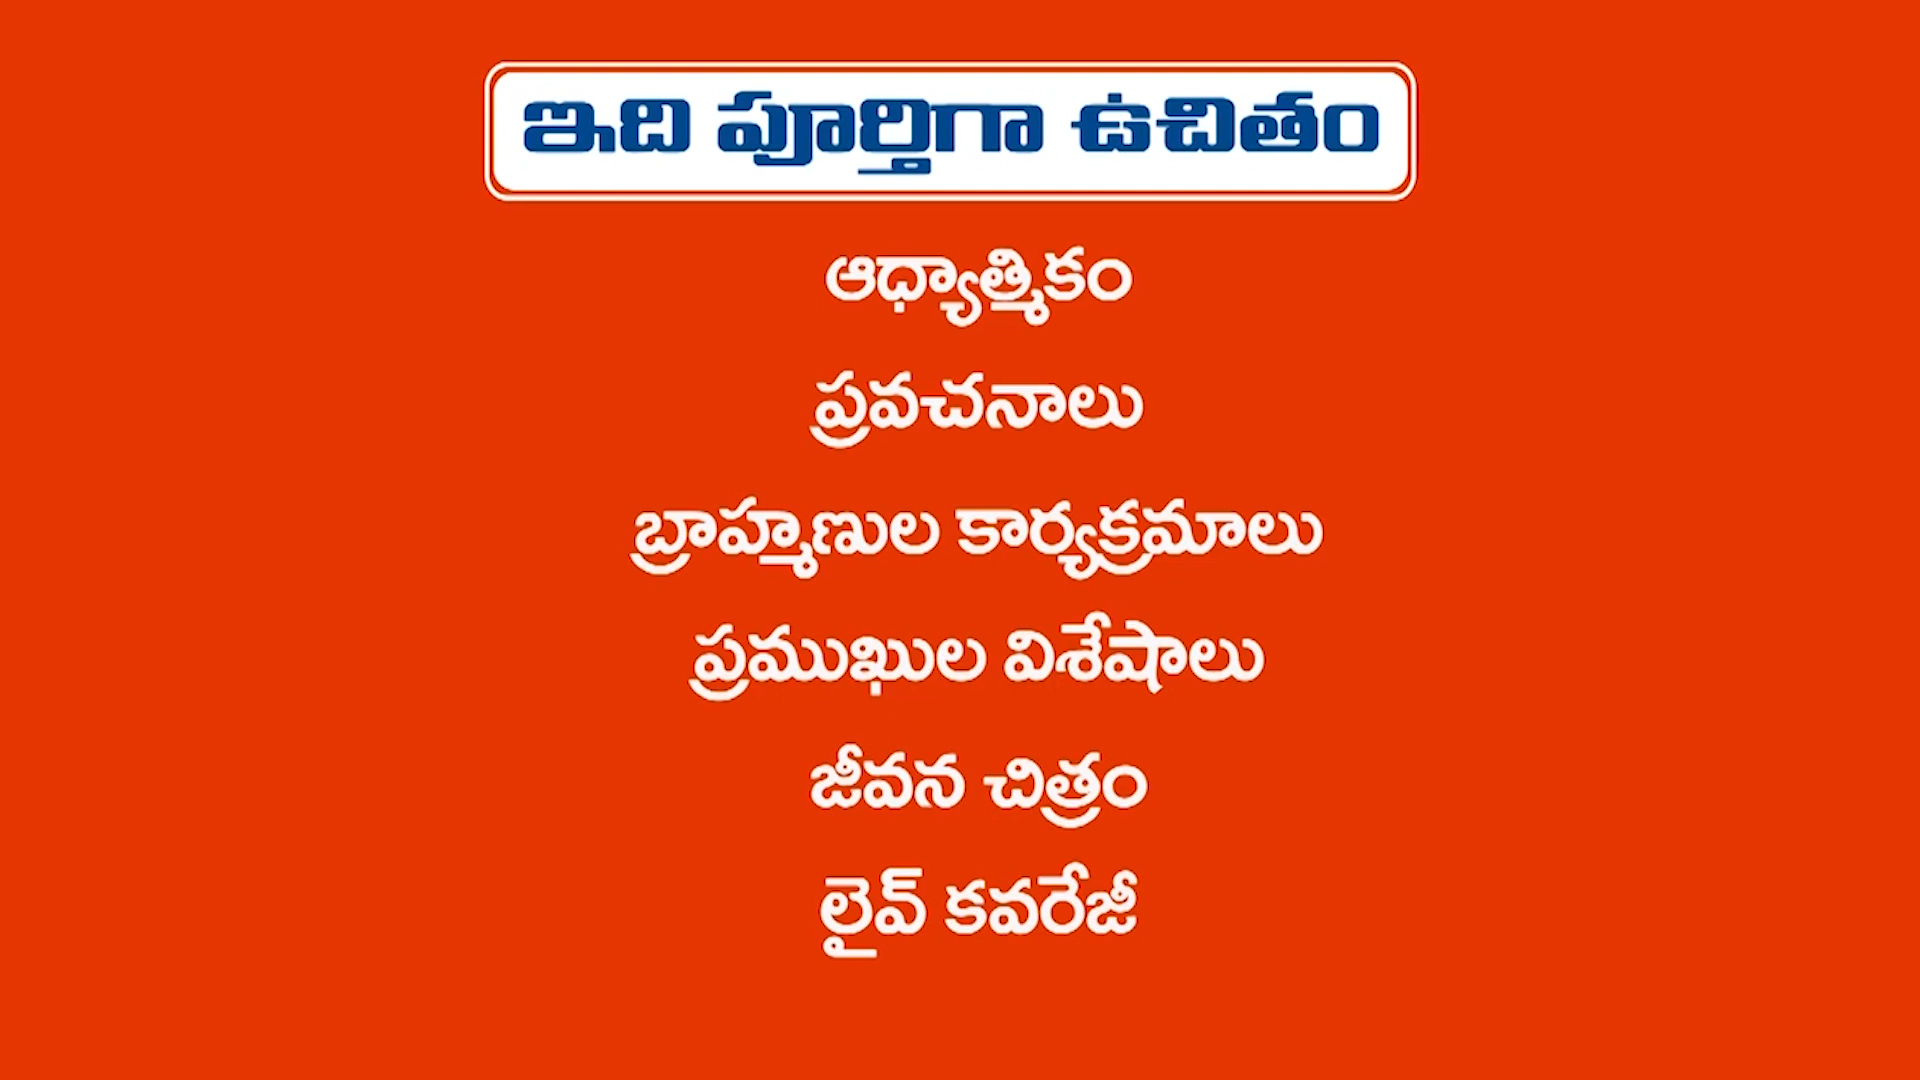 ఇది పూర్తిగా ఉచితం
ఆధ్యాత్మికం
ప్రవచనాలు
బ్రాహ్మణుల కార్యక్రమాలు
ప్రముఖుల విశేషాలు
జీవన చిత్రం
లైవ్ కవరేజీ